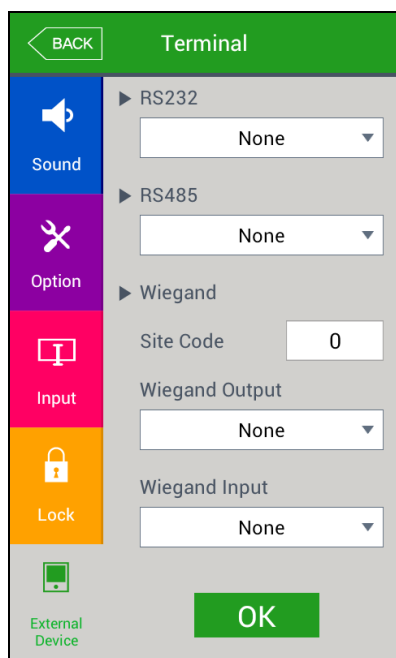 BACK
Terminal
Sound
Option
Input
Lock
External
Device
RS232
None
RS485
None
Wiegand
Site Code 0
Wiegand Output
None
Wiegand Input
None
OK